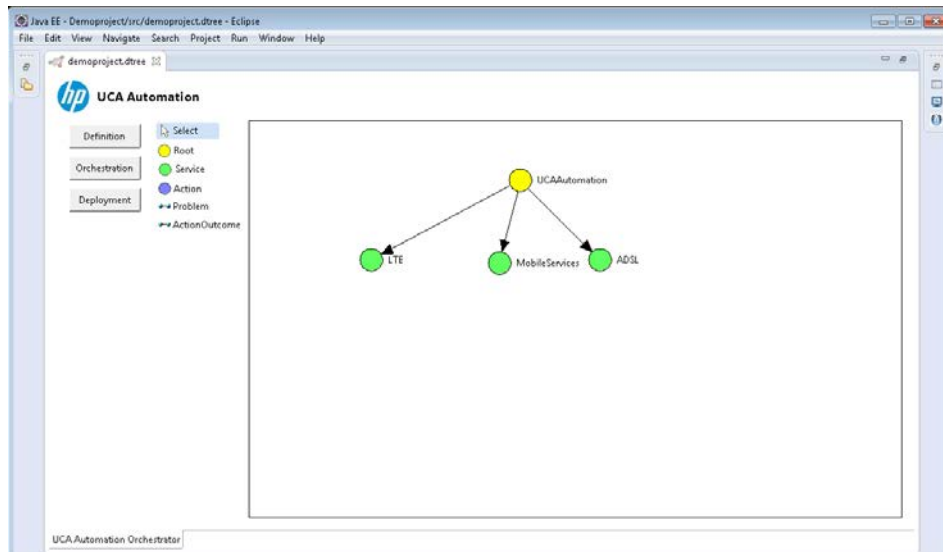 Java EE - Demoproject/src/demoproject.dtree - Eclipse
File Edit View Navigate Search Project Run Window Help
demoproject.dtree
hp UCA Automation
Definition
Orchestration
Deployment
Select
Root
Service
Action
Problem
ActionOutcome
UCAAutomation
LTE
MobileServices
ADSL
UCA Automation Orchestrator